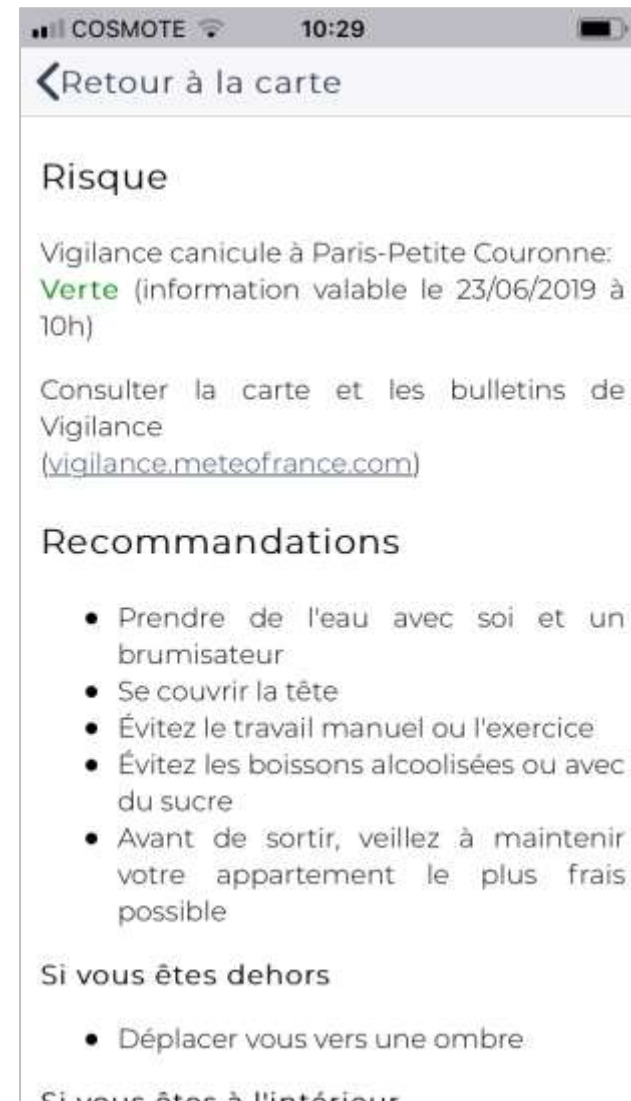 COSMOTE 10:29
Retour à la carte
Risque
Vigilance canicule à Paris-Petite Couronne:
Verte (information valable le 23/06/2019 à
10h)
Consulter la carte et les bulletins de
Vigilance
(vigilance.meteofrance.com)
Recommandations
• Prendre de l'eau avec soi et un
brumisateur
• Se couvrir la tête
• Évitez le travail manuel ou l'exercice
• Évitez les boissons alcoolisées ou avec
du sucre
• Avant de sortir, veillez à maintenir
votre appartement le plus frais
possible
Si vous êtes dehors
• Déplacer vous vers une ombre
Si vous êtes à l'intérieur